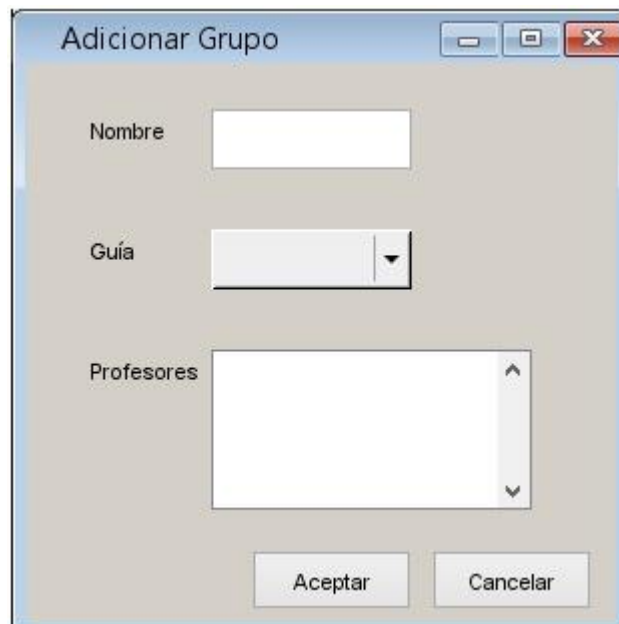 Adicionar Grupo
Nombre
Guía
Profesores
Aceptar Cancelar